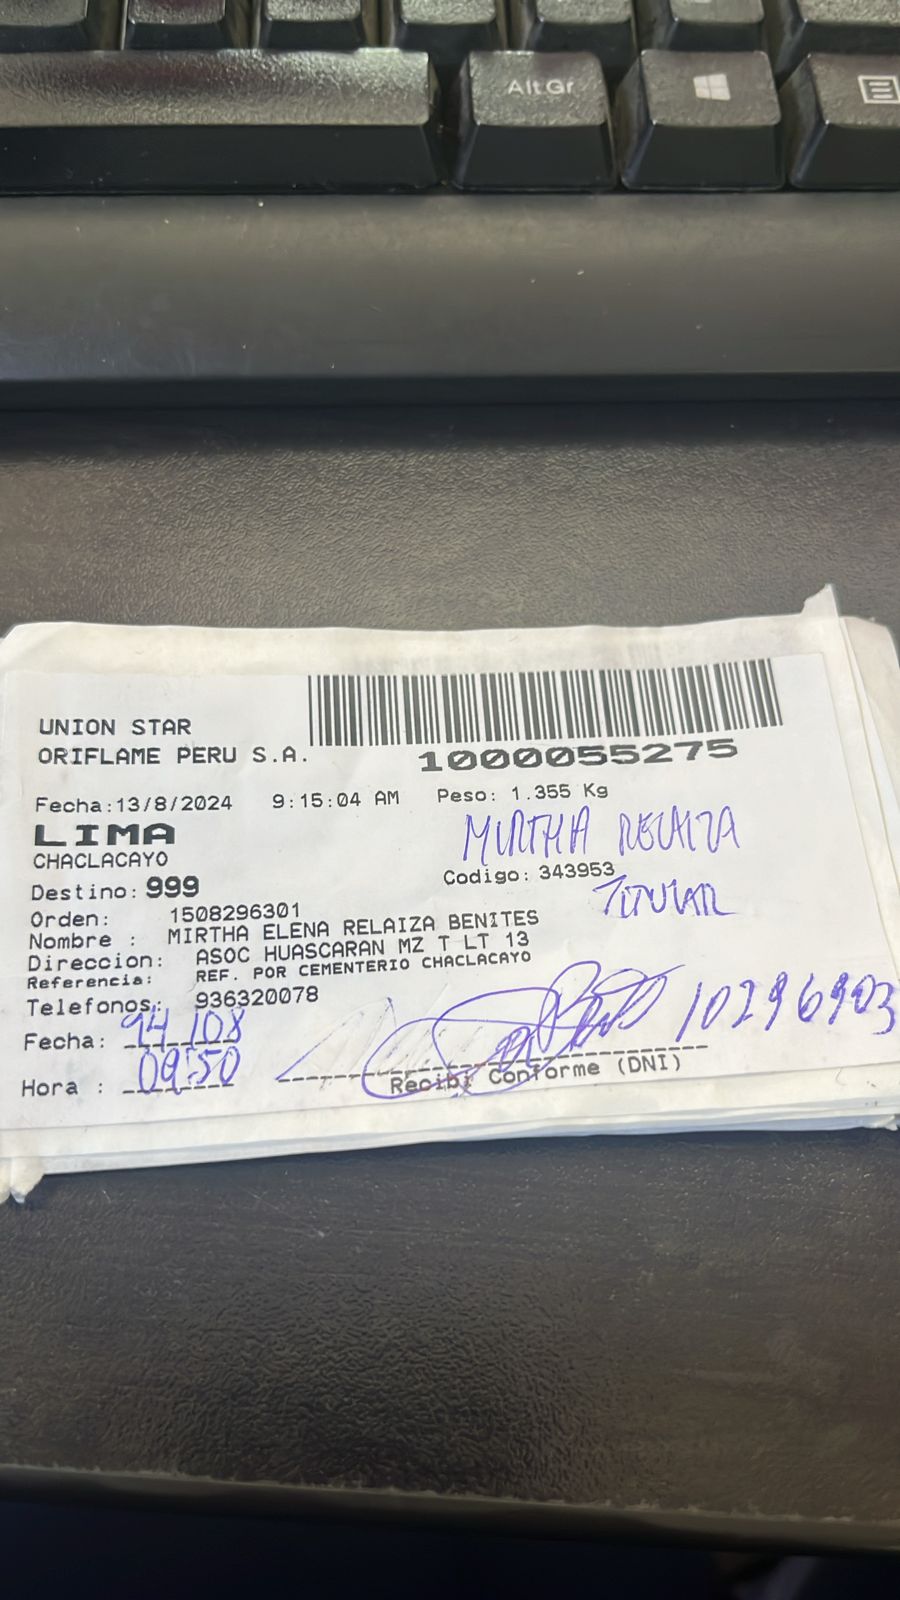 Alt Gr
UNION STAR
ORIFLAME PERU S.A.
1000055275
Fecha:13/8/2024 9:15:04 AM Peso: 1.355 Kg
LIMA
MIRTHA RELAIZA
CHACLACAYO
Codigo: 343953
Destino: 999
TITULAR
Orden: 1508296301
Nombre : MIRTHA ELENA RELAIZA BENITES
Direccion: ASOC HUASCARAN MZ T LT 13
Referencia: REF. POR CEMENTERIO CHACLACAYO
Telefonos: 936320078
Fecha: 14/08
10296903
Hora : 09:50
Recibi Conforme (DNI)